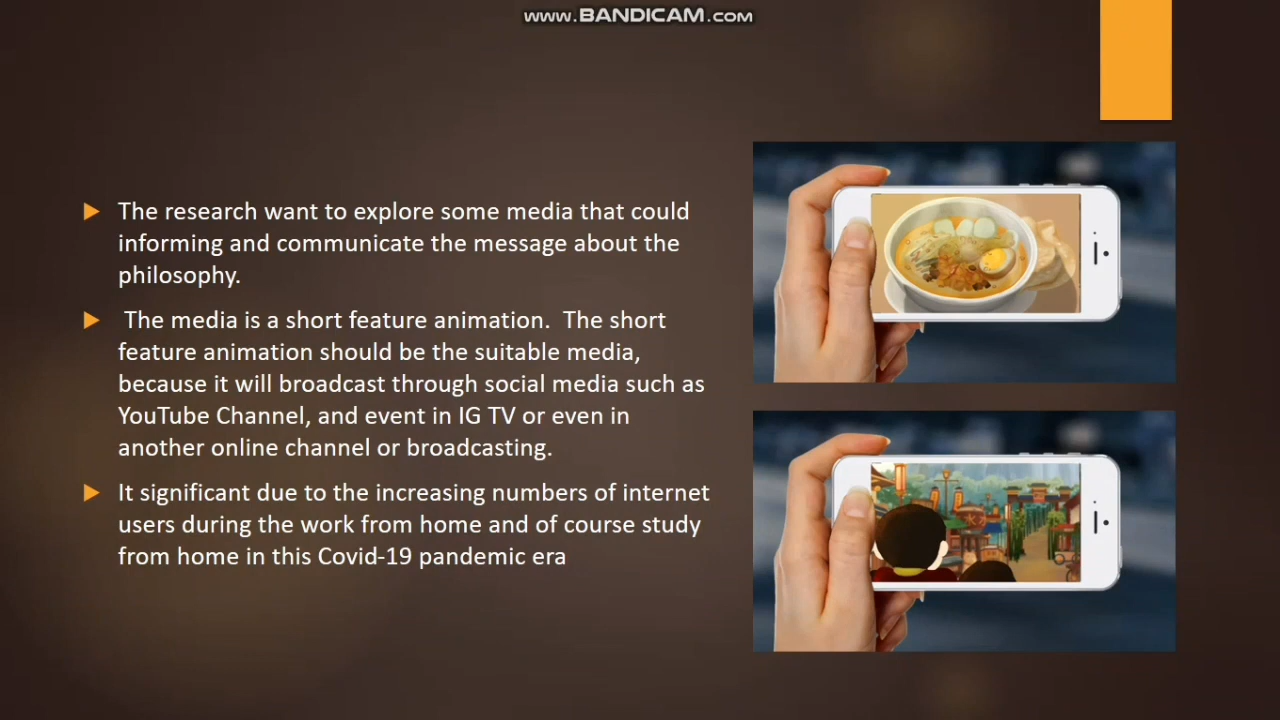 www.BANDICAM.com
The research want to explore some media that could
informing and communicate the message about the
philosophy.
The media is a short feature animation.  The short
feature animation should be the suitable media,
because it will broadcast through social media such as
YouTube Channel, and event in IG TV or even in
another online channel or broadcasting.
It significant due to the increasing numbers of internet
users during the work from home and of course study
from home in this Covid-19 pandemic era